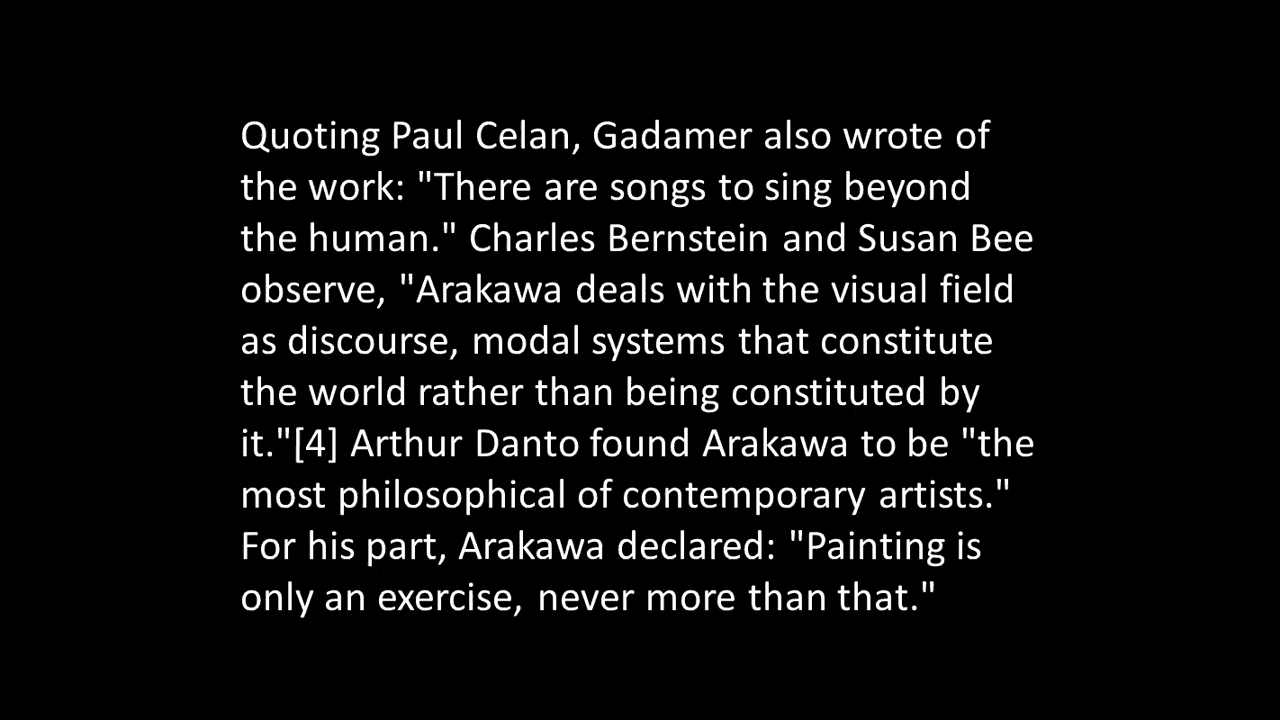 Quoting Paul Celan, Gadamer also wrote of
the work: "There are songs to sing beyond
the human." Charles Bernstein and Susan Bee
observe, "Arakawa deals with the visual field
as discourse, modal systems that constitute
the world rather than being constituted by
it."[4] Arthur Danto found Arakawa to be "the
most philosophical of contemporary artists."
For his part, Arakawa declared: "Painting is
only an exercise, never more than that."